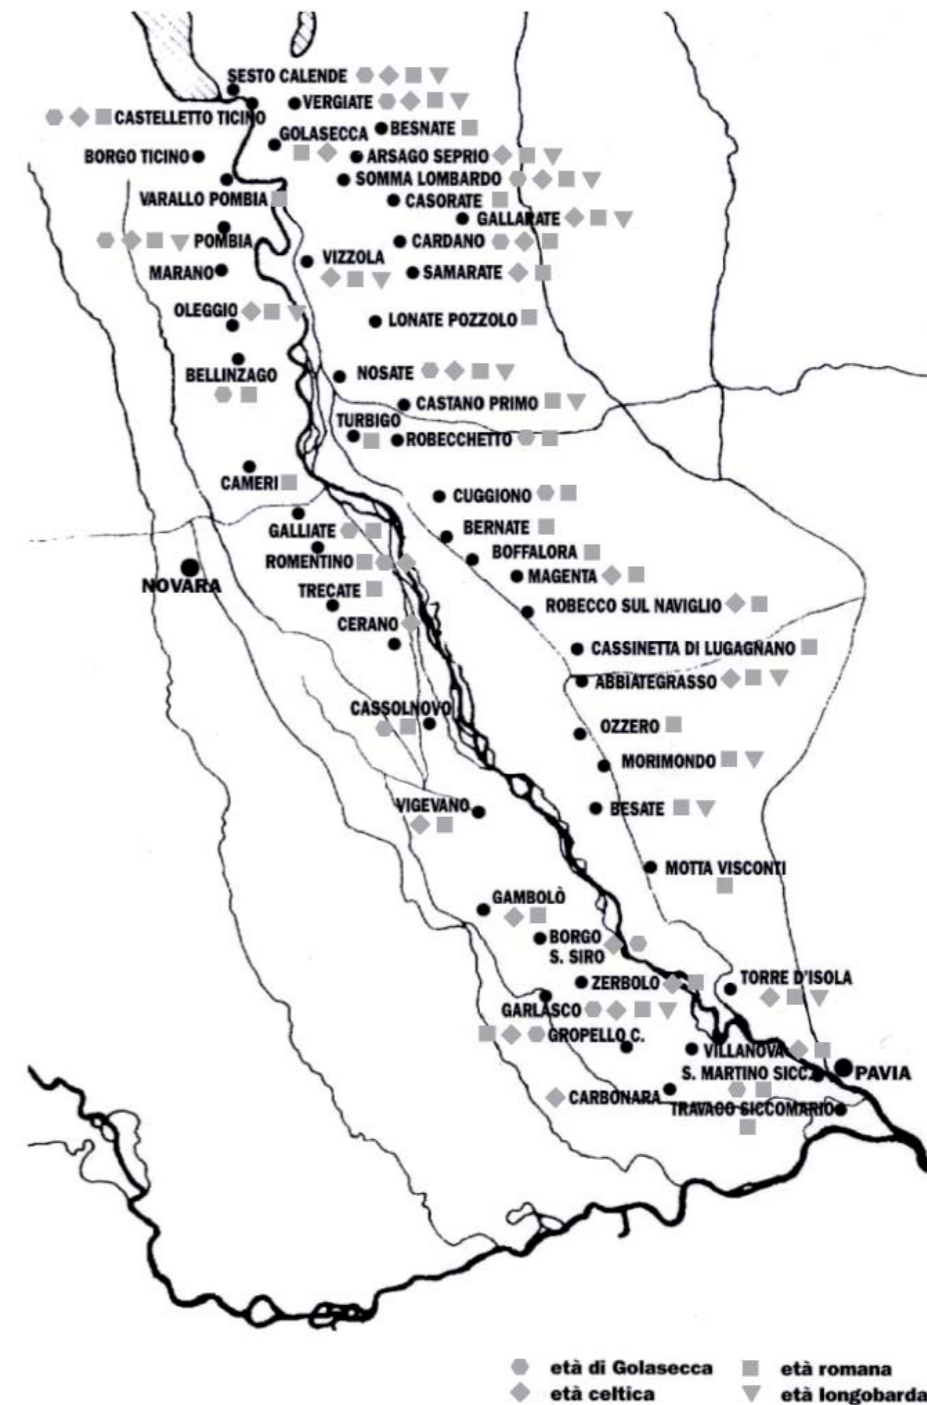 SESTO CALENDE
CASTELLETTO TICINO
VERGIATE
GOLASECCA
BESNATE
BORGO TICINO
ARSAGO SEPRIO
SOMMA LOMBARDO
VARALLO POMBIA
CASORATE
GALLARATE
POMBIA
CARDANO
VIZZOLA
MARANO
SAMARATE
OLEGGIO
LONATE POZZOLO
BELLINZAGO
NOSATE
CASTANO PRIMO
TURBIGO
ROBECCHETTO
CAMERI
CUGGIONO
GALLIATE
BERNATE
ROMENTINO
BOFFALORA
NOVARA
MAGENTA
TRECATE
ROBECCO SUL NAVIGLIO
CERANO
CASSINETTA DI LUGAGNANO
ABBIATEGRASSO
CASSOLNOVO
OZZERO
MORIMONDO
VIGEVANO
BESATE
MOTTA VISCONTI
GAMBOLÒ
BORGO
S. SIRO
ZERBOLO
TORRE D'ISOLA
GARLASCO
GROPELLO C.
VILLANOVA
S. MARTINO SICC.
PAVIA
CARBONARA
TRAVACO SICCOMARIO
età di Golasecca
età romana
età celtica
età longobarda